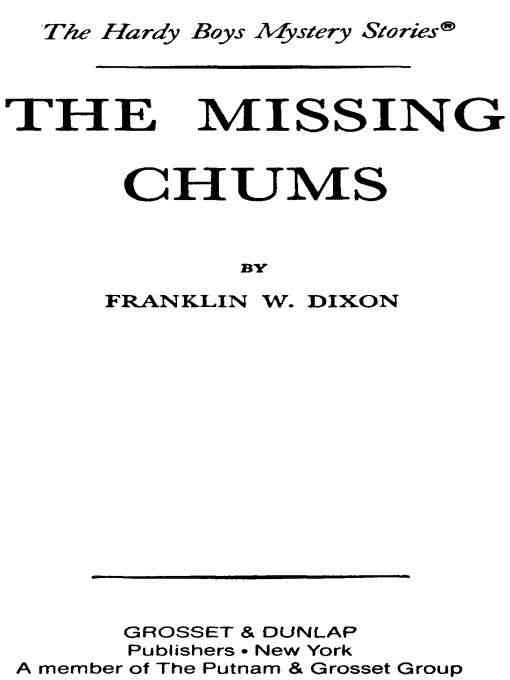 The Hardy Boys Mystery Stories®
THE MISSING
CHUMS
BY
FRANKLIN W. DIXON
GROSSET & DUNLAP
Publishers • New York
A member of The Putnam & Grosset Group